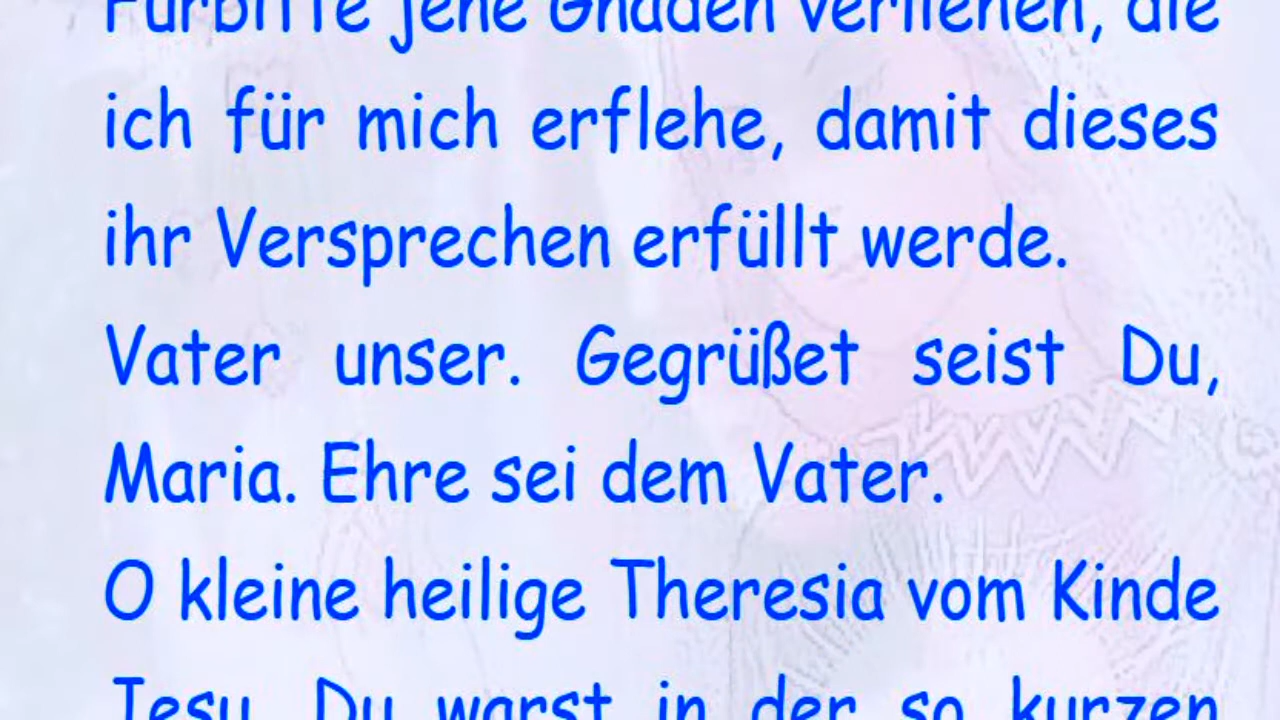 Fürbitte jene Gnaden verliehen, die
ich für mich erflehe, damit dieses
ihr Versprechen erfüllt werde.
Vater unser. Gegrüßet seist Du,
Maria. Ehre sei dem Vater.
O kleine heilige Theresia vom Kinde
Jesu, Du warst in der so kurzen